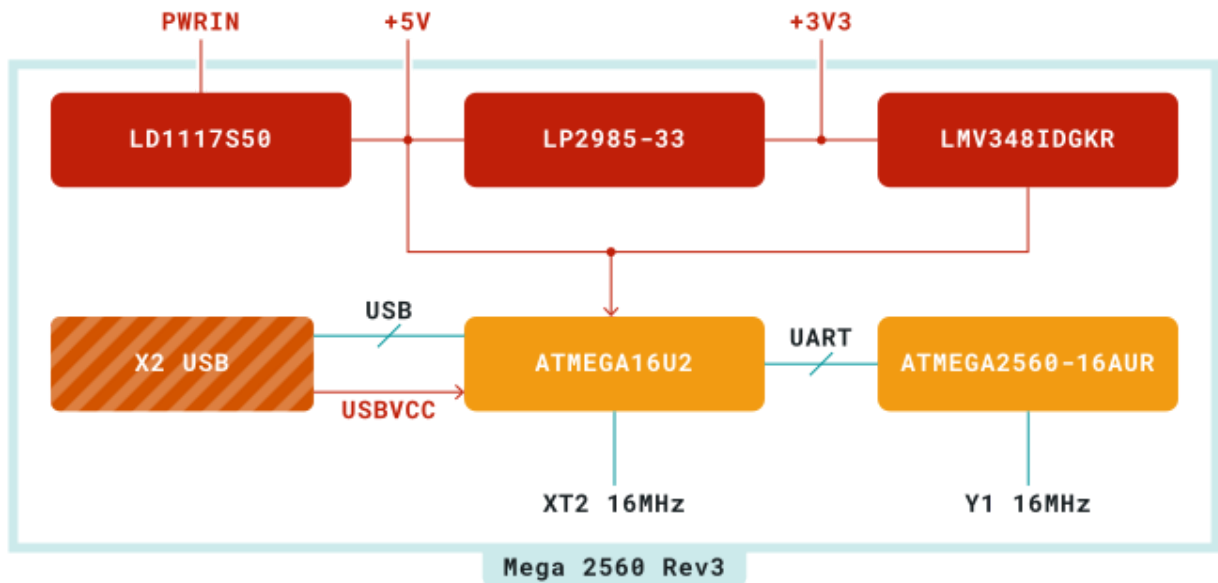 PWRIN
+5V
+3V3
LD1117S50
LP2985-33
LMV348IDGKR
USB
UART
X2 USB
ATMEGA16U2
ATMEGA2560-16AUR
USBVCC
XT2 16MHz
Y1 16MHz
Mega 2560 Rev3